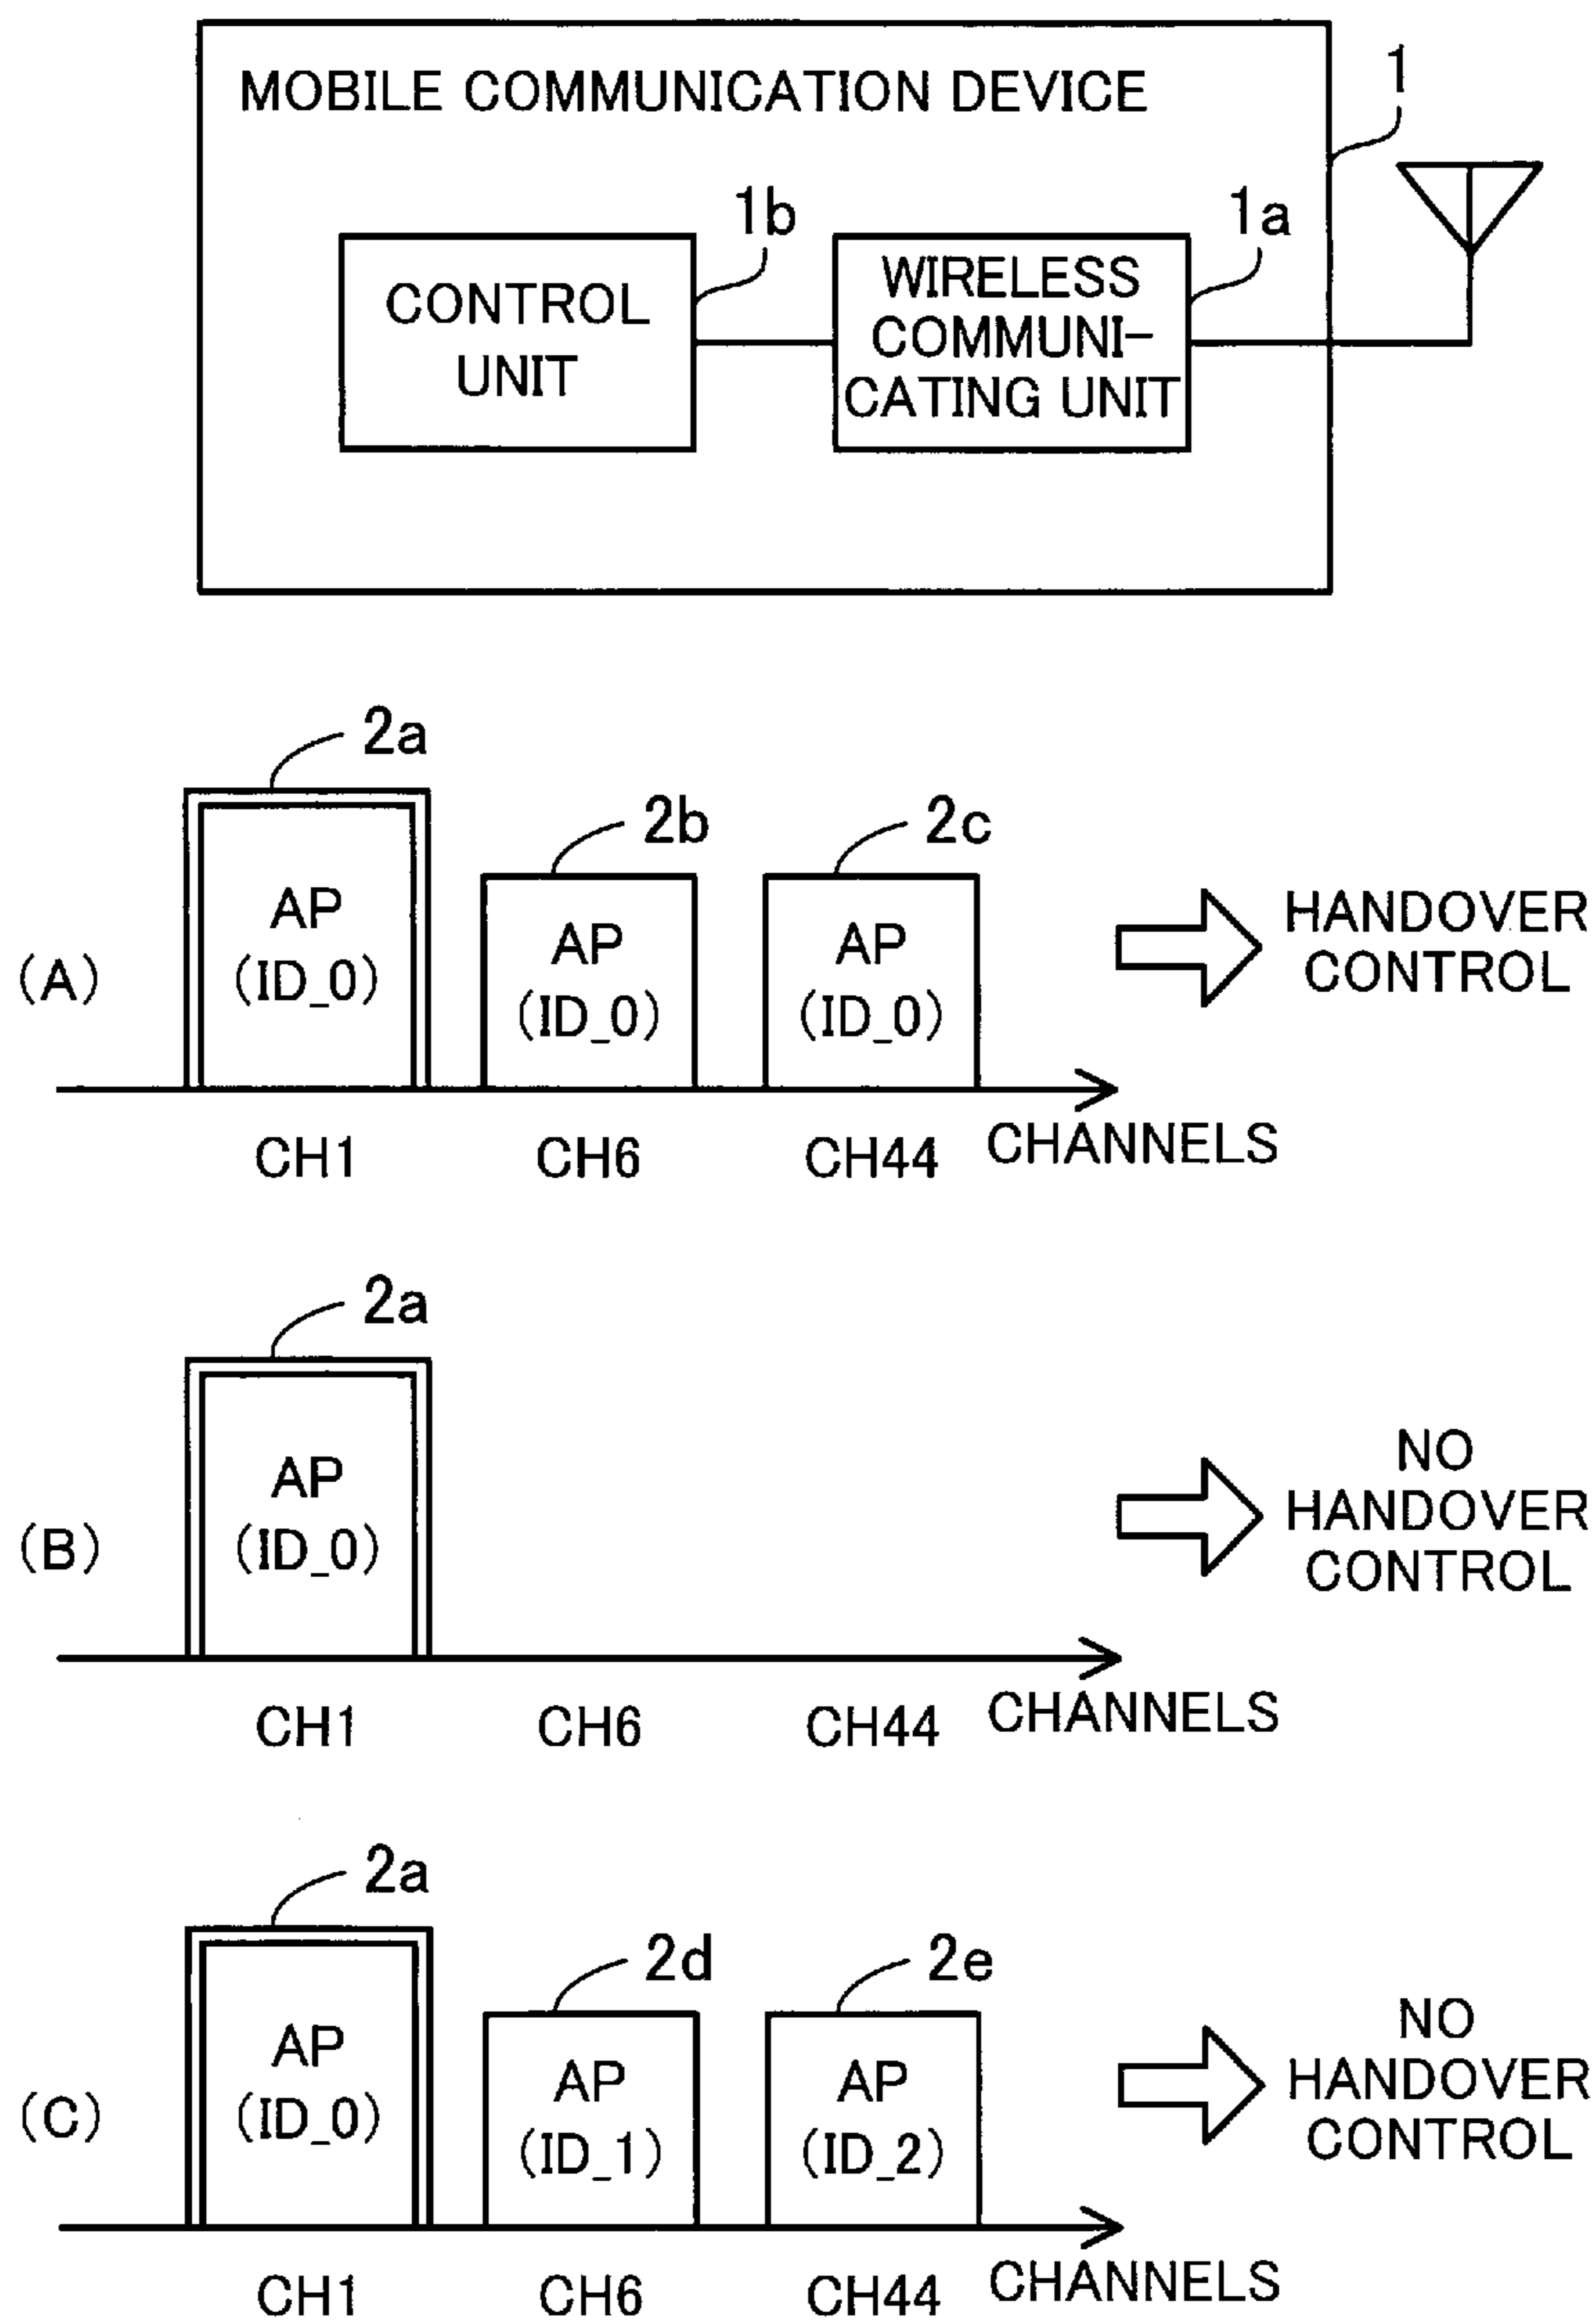 MOBILE COMMUNICATION DEVICE
1
1b
1a
CONTROL
UNIT
WIRELESS
COMMUNI-
CATING UNIT
2a
2b
2c
(A)
AP
(ID_0)
AP
(ID_0)
AP
(ID_0)
HANDOVER
CONTROL
CH1
CH6
CH44
CHANNELS
2a
(B)
AP
(ID_0)
NO
HANDOVER
CONTROL
CH1
CH6
CH44
CHANNELS
2a
2d
2e
(C)
AP
(ID_0)
AP
(ID_1)
AP
(ID_2)
NO
HANDOVER
CONTROL
CH1
CH6
CH44
CHANNELS